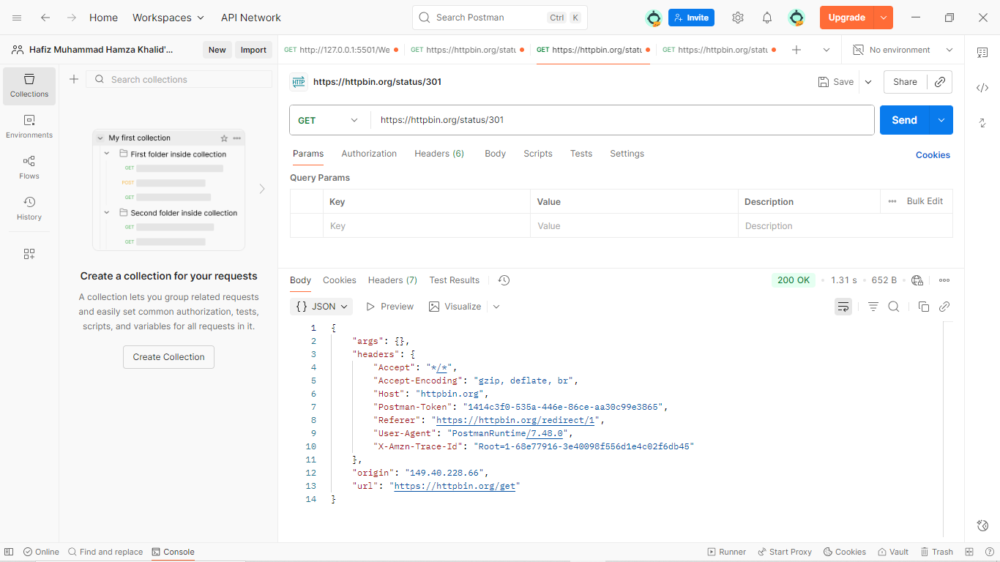 Home Workspaces API Network Search Postman Ctrl K Invite Upgrade
Hafiz Muhammad Hamza Khalid'... New Import
GET http://127.0.0.1:5501/We GET https://httpbin.org/statu GET https://httpbin.org/statu GET https://httpbin.org/statu No environment
Collections
Environments
Flows
History
Search collections
My first collection
First folder inside collection
GET
POST
GET
Second folder inside collection
GET
GET
Create a collection for your requests
A collection lets you group related requests
and easily set common authorization, tests,
scripts, and variables for all requests in it.
Create Collection
HTTP https://httpbin.org/status/301 Save Share
GET https://httpbin.org/status/301 Send
Params Authorization Headers (6) Body Scripts Tests Settings Cookies
Query Params
Key Value Description Bulk Edit
Key Value Description
Body Cookies Headers (7) Test Results 200 OK 1.31 s 652 B
{} JSON Preview Visualize
1 {
2 "args": {},
3 "headers": {
4 "Accept": "*/*",
5 "Accept-Encoding": "gzip, deflate, br",
6 "Host": "httpbin.org",
7 "Postman-Token": "1414c3f0-535a-446e-86ce-aa30c99e3865",
8 "Referer": "https://httpbin.org/redirect/1",
9 "User-Agent": "PostmanRuntime/7.48.0",
10 "X-Amzn-Trace-Id": "Root=1-68e77916-3e40098f556d1e4c02f6db45"
11 },
12 "origin": "149.40.228.66",
13 "url": "https://httpbin.org/get"
14 }
Online Find and replace Console Runner Start Proxy Cookies Vault Trash